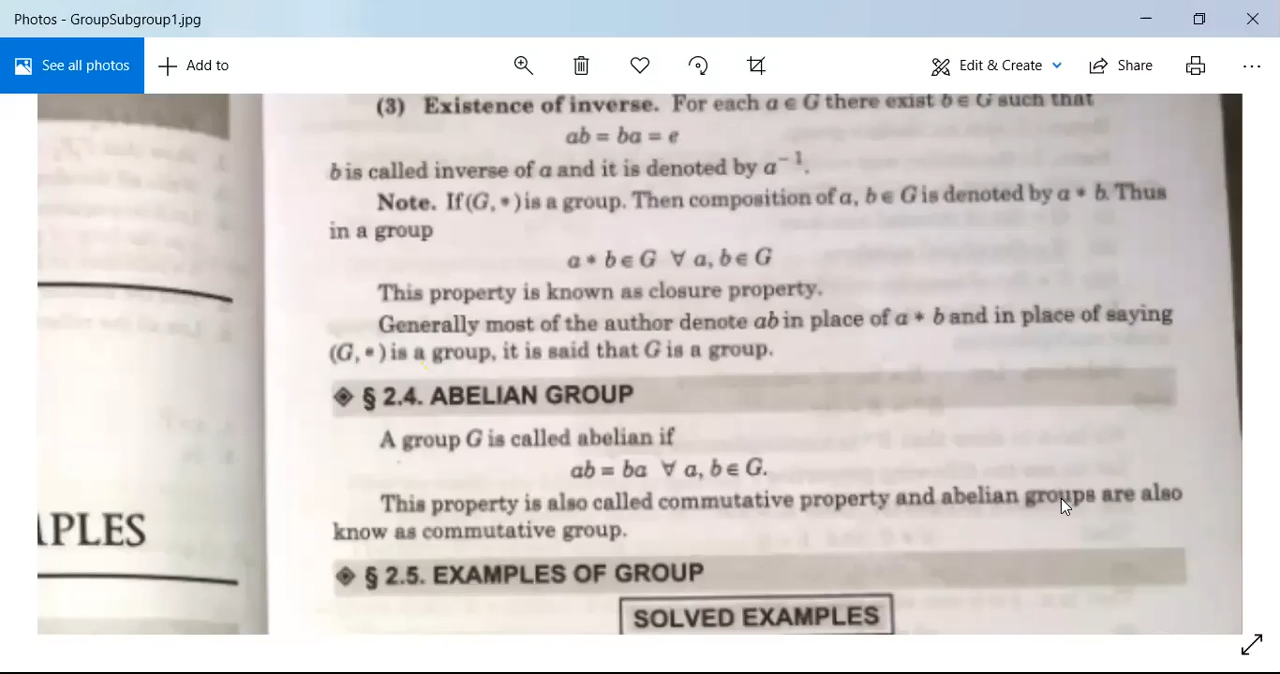 Photos - GroupSubgroup1.jpg
See all photos
Add to
Edit & Create
Share
(3) Existence of inverse. For each a ∈ G there exist b ∈ G such that
ab = ba = e
b is called inverse of a and it is denoted by a⁻¹.
Note. If (G, *) is a group. Then composition of a, b ∈ G is denoted by a * b. Thus
in a group
a * b ∈ G ∀ a, b ∈ G
This property is known as closure property.
Generally most of the author denote ab in place of a * b and in place of saying
(G, *) is a group, it is said that G is a group.
§ 2.4. ABELIAN GROUP
A group G is called abelian if
ab = ba ∀ a, b ∈ G.
This property is also called commutative property and abelian groups are also
know as commutative group.
§ 2.5. EXAMPLES OF GROUP
SOLVED EXAMPLES